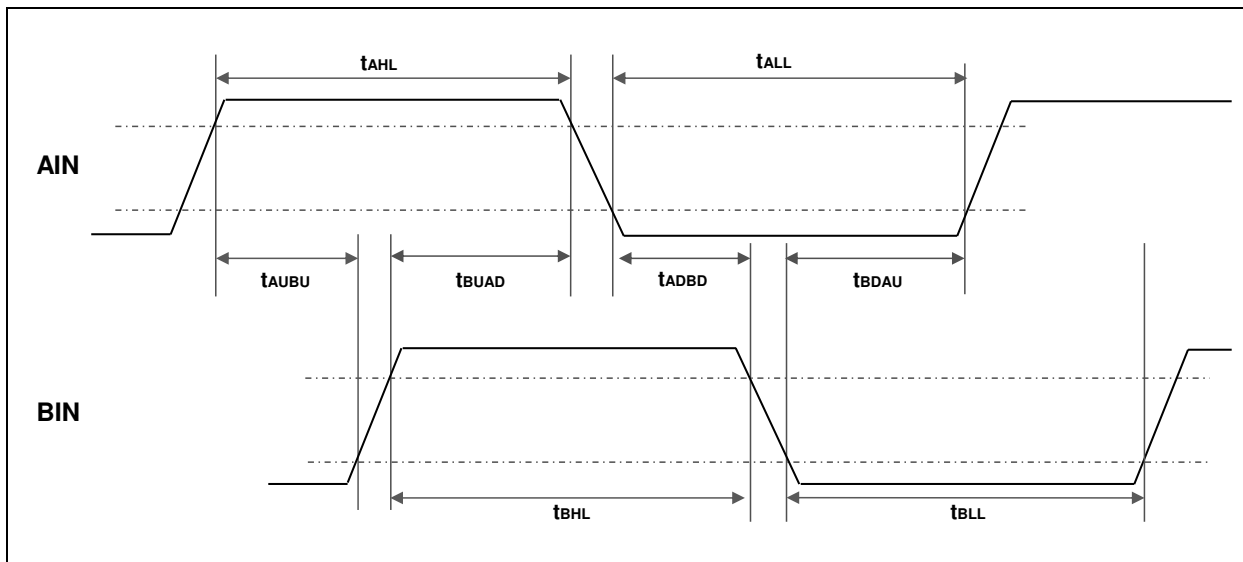 tAHL
tALL
AIN
tAUBU
tBUAD
tADBD
tBDAU
BIN
tBHL
tBLL